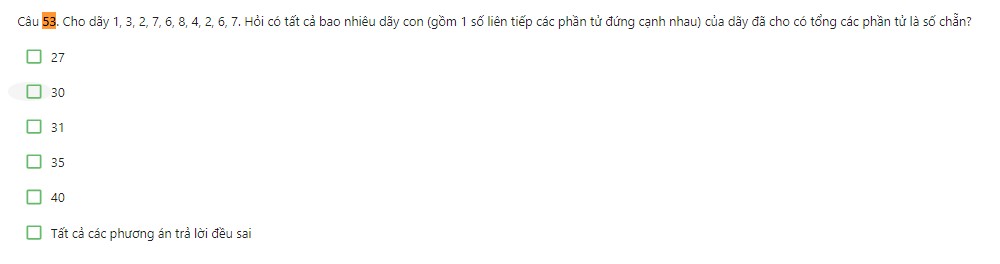 Câu 53. Cho dãy 1, 3, 2, 7, 6, 8, 4, 2, 6, 7. Hỏi có tất cả bao nhiêu dãy con (gồm 1 số liên tiếp các phần tử đứng cạnh nhau) của dãy đã cho có tổng các phần tử là số chẵn?
27
30
31
35
40
Tất cả các phương án trả lời đều sai